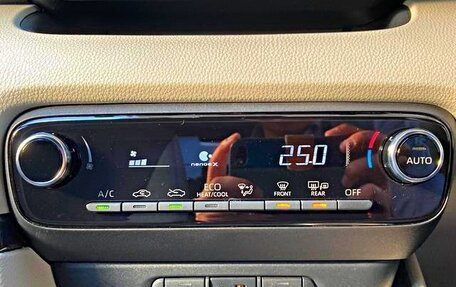 nanoe X
25.0
AUTO
A/C
ECO
HEAT/COOL
FRONT
REAR
OFF